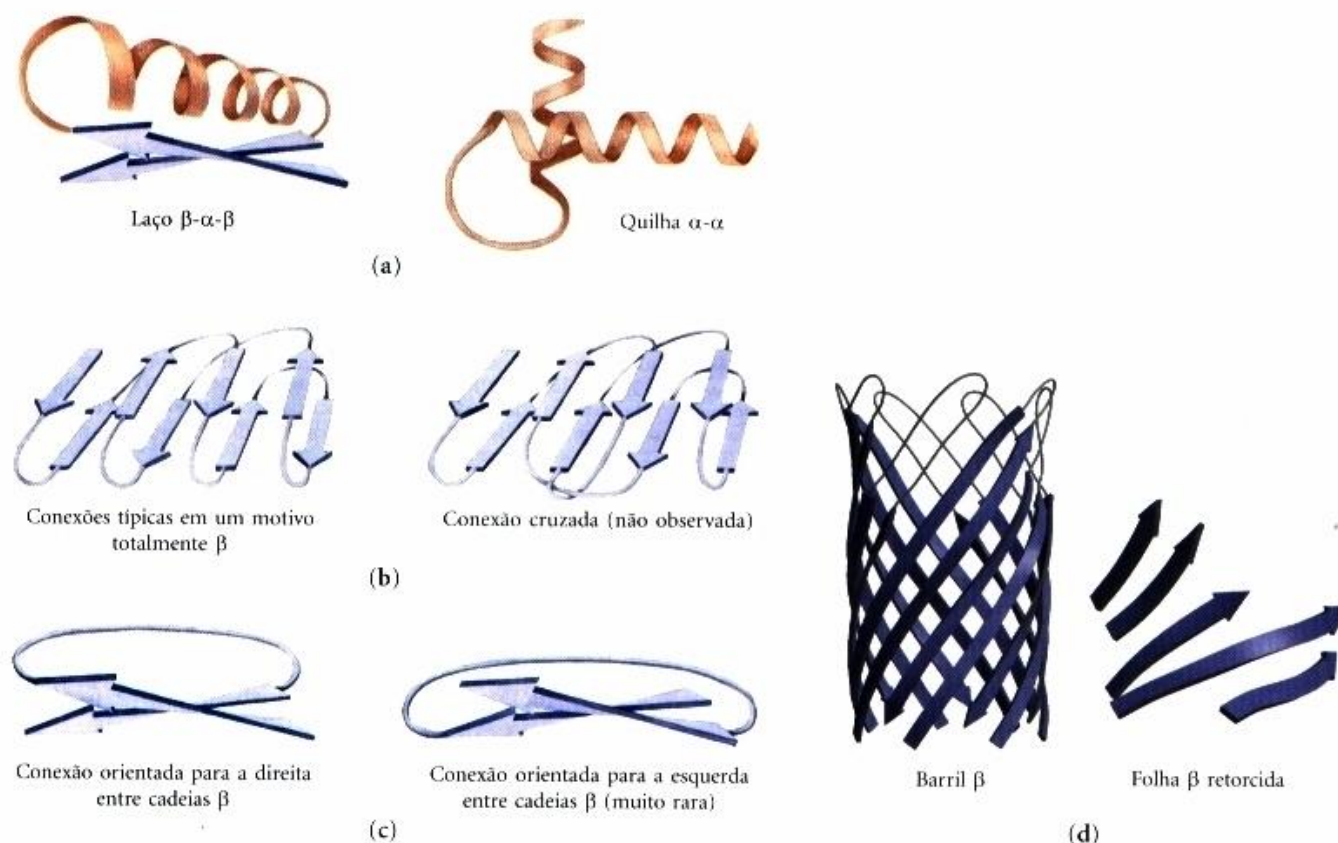 Laço β-α-β
Quilha α-α
(a)
Conexões típicas em um motivo
totalmente β
Conexão cruzada (não observada)
(b)
Conexão orientada para a direita
entre cadeias β
Conexão orientada para a esquerda
entre cadeias β (muito rara)
(c)
Barril β
Folha β retorcida
(d)